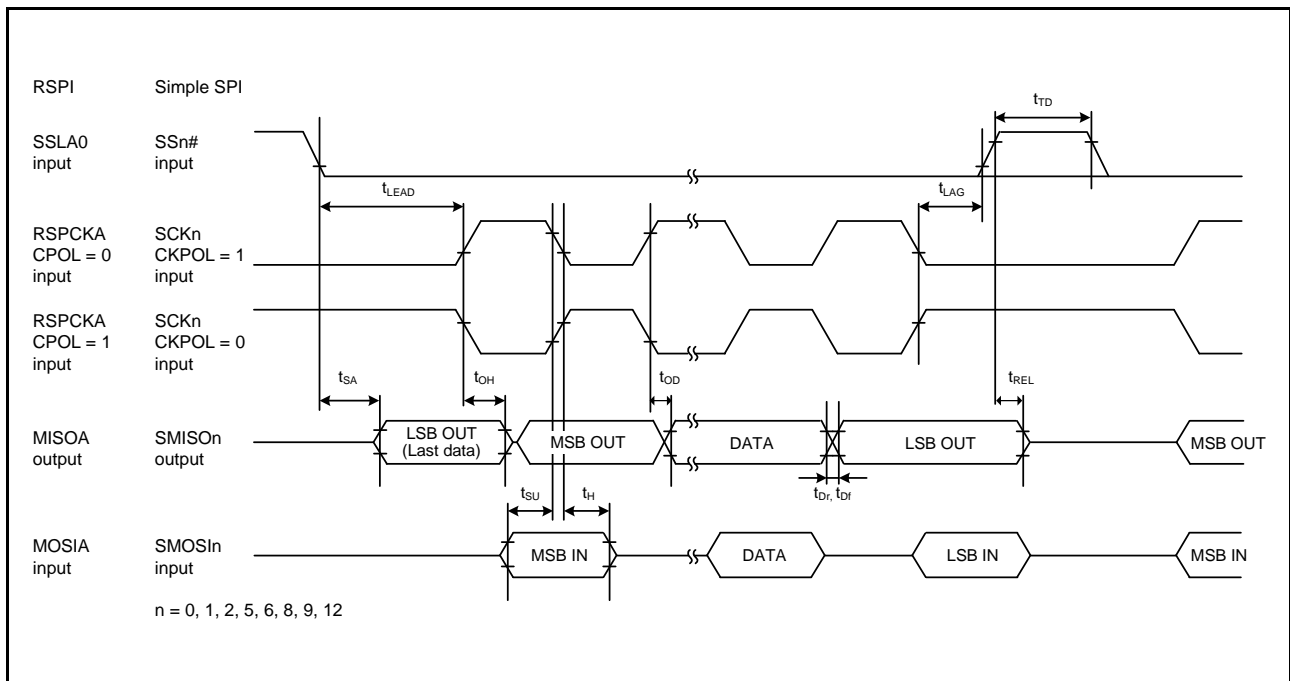 RSPI Simple SPI
tTD
SSLA0 SSn#
input input
tLEAD tLAG
RSPCKA SCKn
CPOL = 0 CKPOL = 1
input input
RSPCKA SCKn
CPOL = 1 CKPOL = 0
input input
tSA tOH tOD tREL
MISOA SMISOn
output output
LSB OUT
(Last data)
MSB OUT DATA LSB OUT MSB OUT
tSU tH tDr, tDf
MOSIA SMOSIn
input input
MSB IN DATA LSB IN MSB IN
n = 0, 1, 2, 5, 6, 8, 9, 12